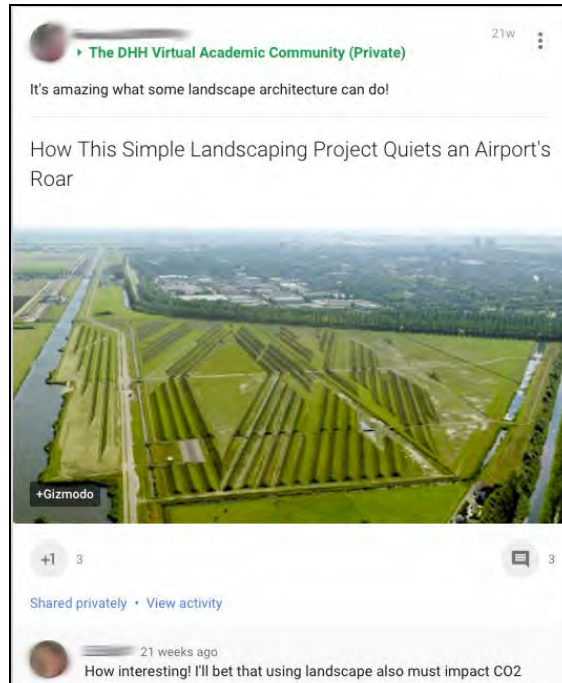 21w
▸ The DHH Virtual Academic Community (Private)
It's amazing what some landscape architecture can do!
How This Simple Landscaping Project Quiets an Airport's
Roar
+Gizmodo
+1 3 3
Shared privately • View activity
21 weeks ago
How interesting! I'll bet that using landscape also must impact CO2